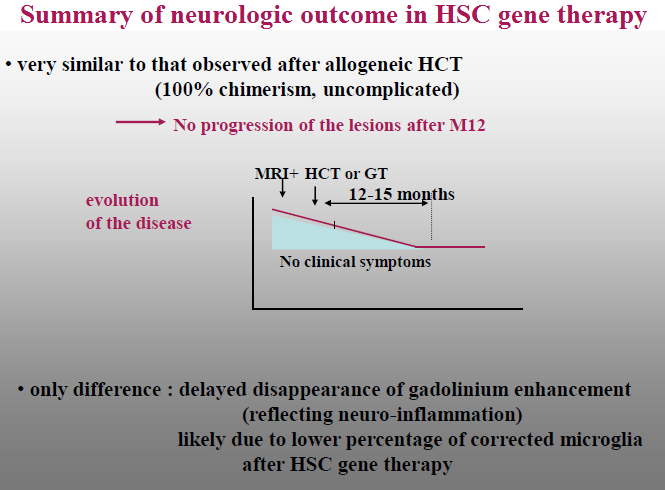 Summary of neurologic outcome in HSC gene therapy
• very similar to that observed after allogeneic HCT
(100% chimerism, uncomplicated)
No progression of the lesions after M12
MRI+ HCT or GT
12-15 months
evolution
of the disease
No clinical symptoms
• only difference : delayed disappearance of gadolinium enhancement
(reflecting neuro-inflammation)
likely due to lower percentage of corrected microglia
after HSC gene therapy